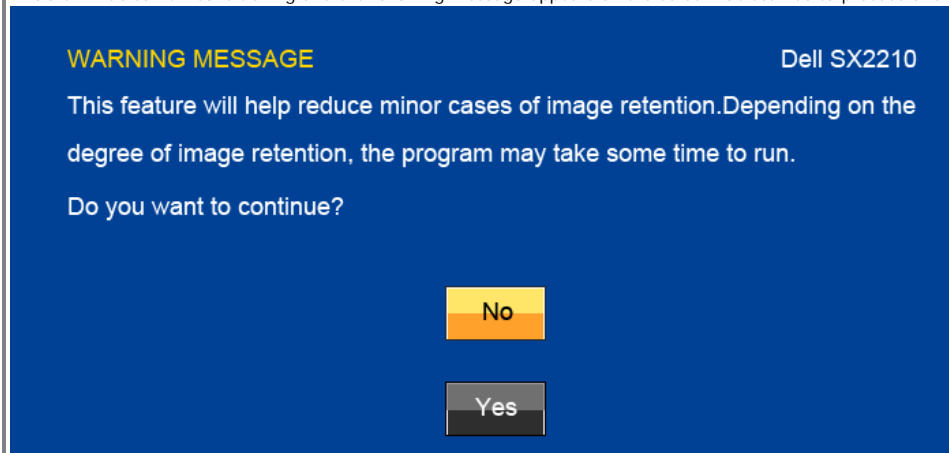 WARNING MESSAGE Dell SX2210
This feature will help reduce minor cases of image retention.Depending on the
degree of image retention, the program may take some time to run.
Do you want to continue?
No
Yes